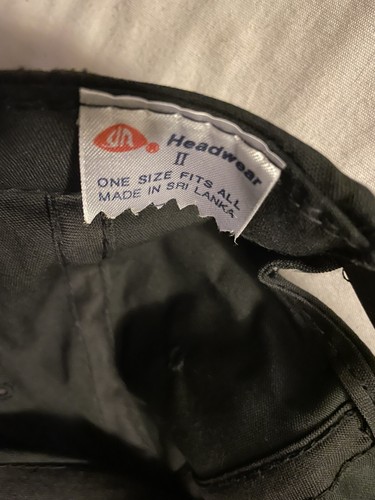 ® Headwear
II
ONE SIZE FITS ALL
MADE IN SRI LANKA